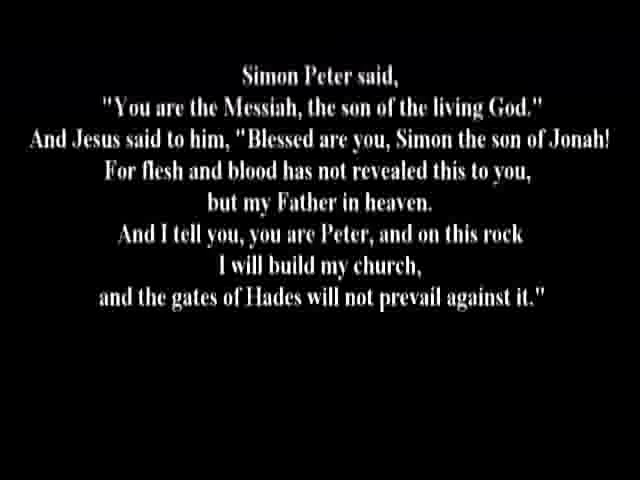 Simon Peter said,
"You are the Messiah, the son of the living God."
And Jesus said to him, "Blessed are you, Simon the son of Jonah!
For flesh and blood has not revealed this to you,
but my Father in heaven.
And I tell you, you are Peter, and on this rock
I will build my church,
and the gates of Hades will not prevail against it."